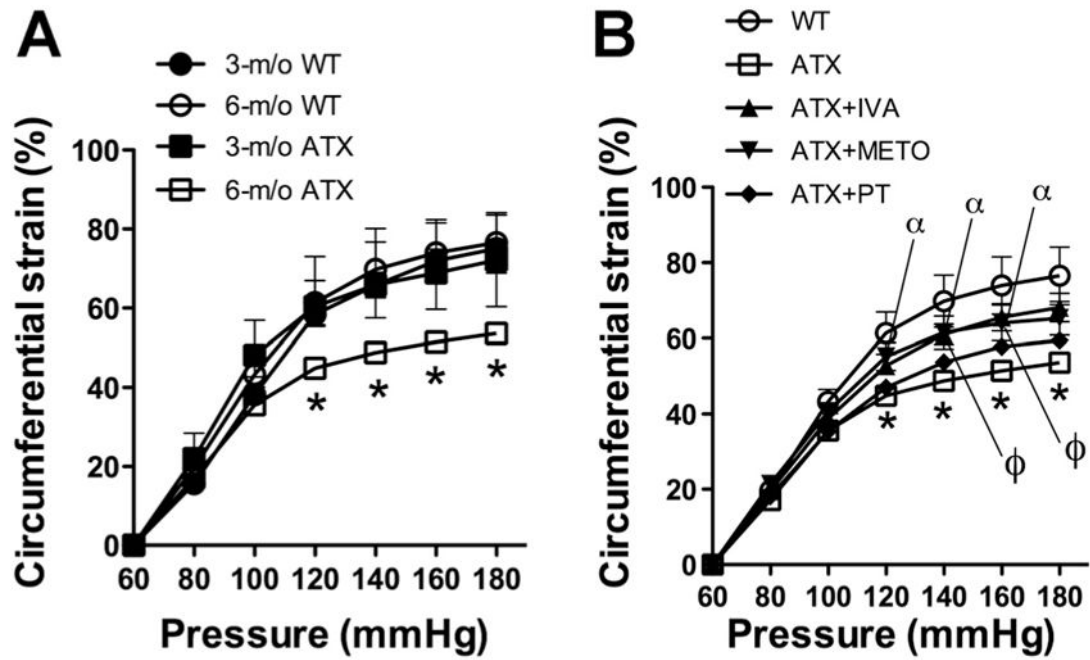 A
3-m/o WT
6-m/o WT
3-m/o ATX
6-m/o ATX
Circumferential strain (%)
100
80
60
40
20
0
* * * *
60 80 100 120 140 160 180
Pressure (mmHg)
B
WT
ATX
ATX+IVA
ATX+METO
ATX+PT
Circumferential strain (%)
100
80
60
40
20
0
α α α
* * * *
ϕ ϕ
60 80 100 120 140 160 180
Pressure (mmHg)